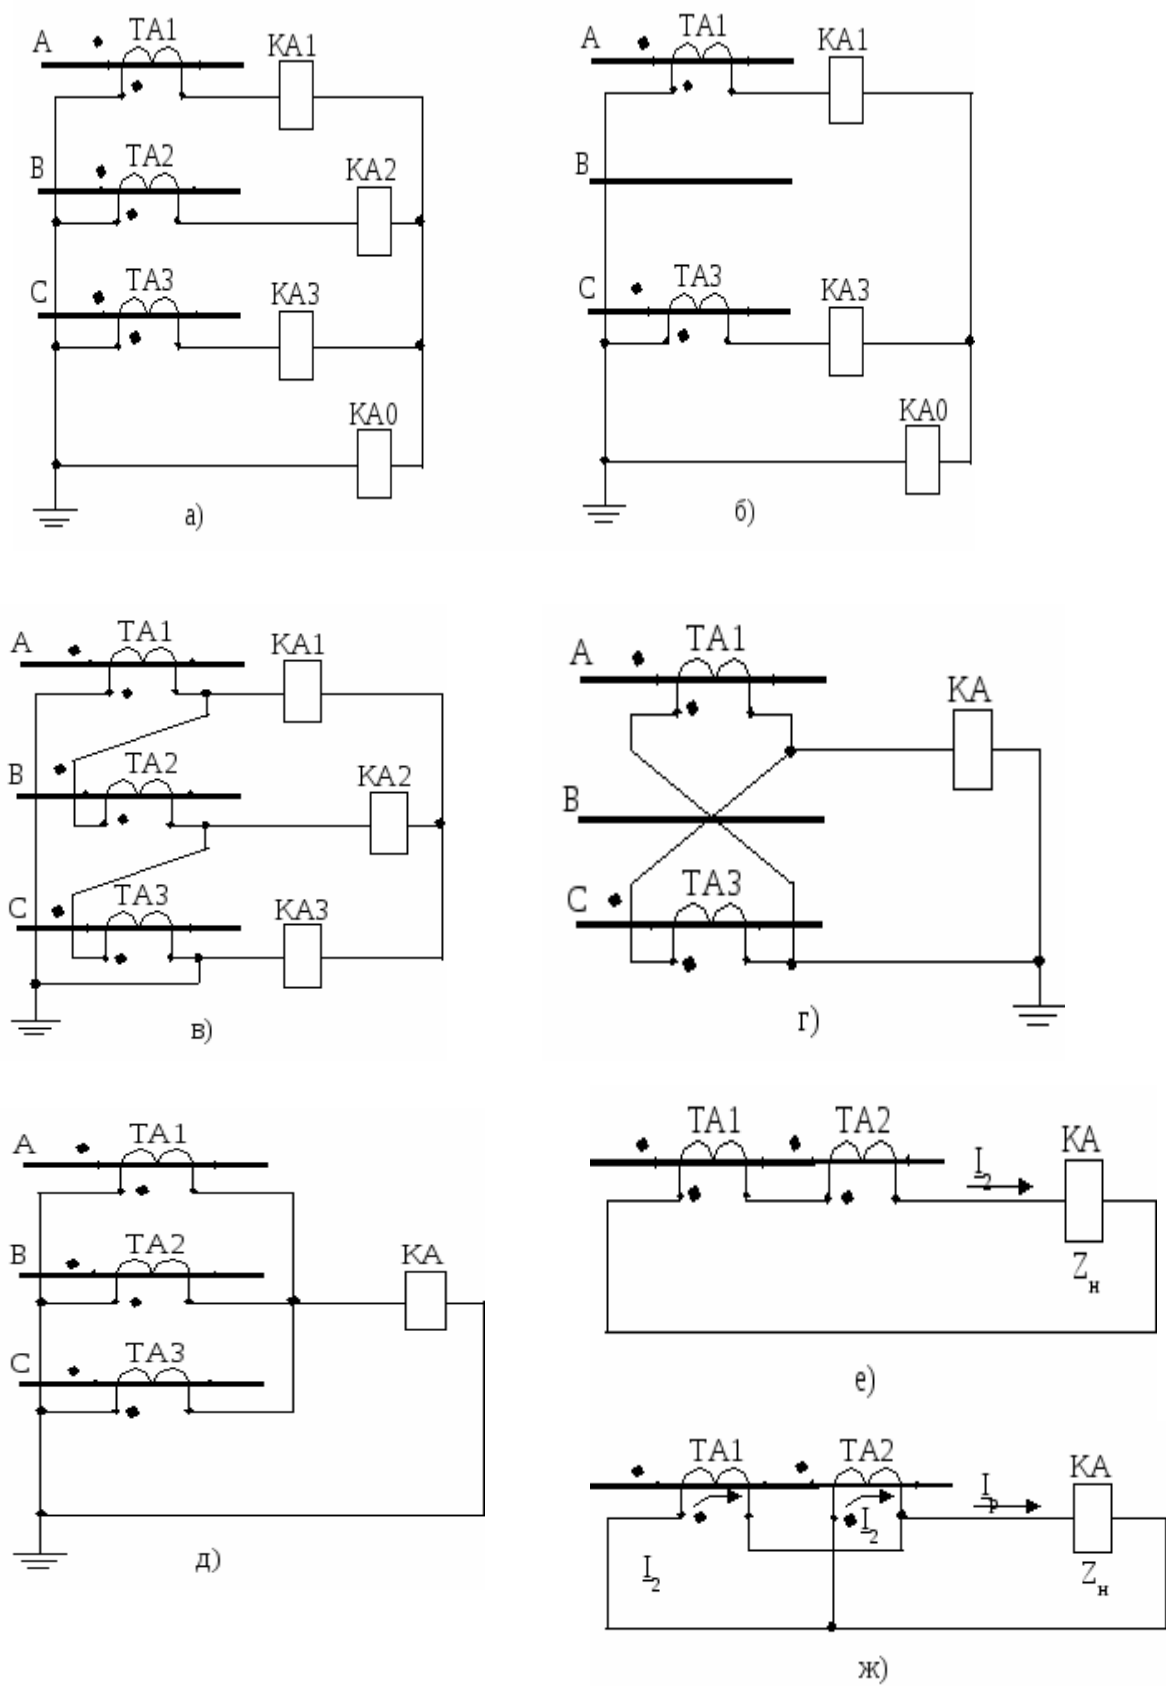 A
TA1
KA1
B
TA2
KA2
C
TA3
KA3
KA0
а)
A
TA1
KA1
B
C
TA3
KA3
KA0
б)
A
TA1
KA1
B
TA2
KA2
C
TA3
KA3
в)
A
TA1
KA
B
C
TA3
г)
A
TA1
B
TA2
KA
C
TA3
д)
TA1
TA2
I2
KA
Zн
е)
TA1
TA2
Iр
KA
I2
I2
Zн
ж)